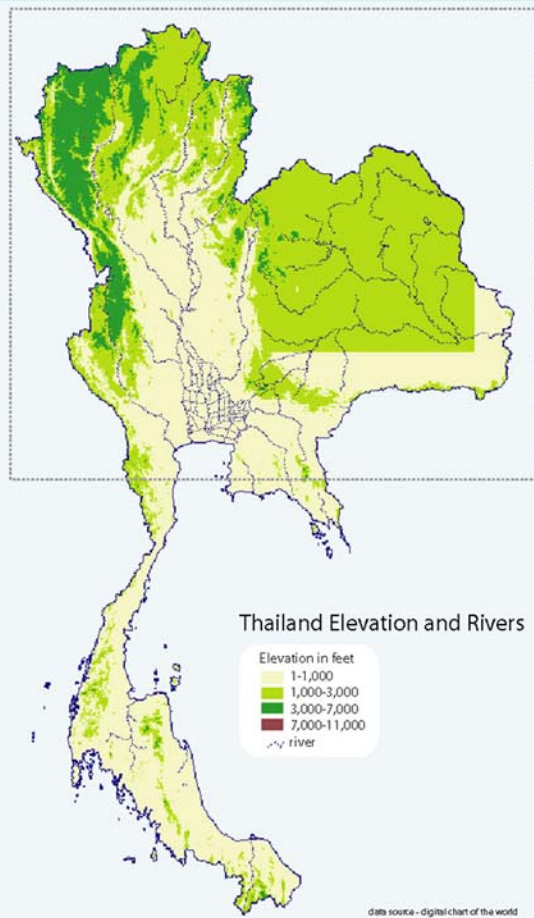 Thailand Elevation and Rivers
Elevation in feet
1-1,000
1,000-3,000
3,000-7,000
7,000-11,000
river
data source - digital chart of the world